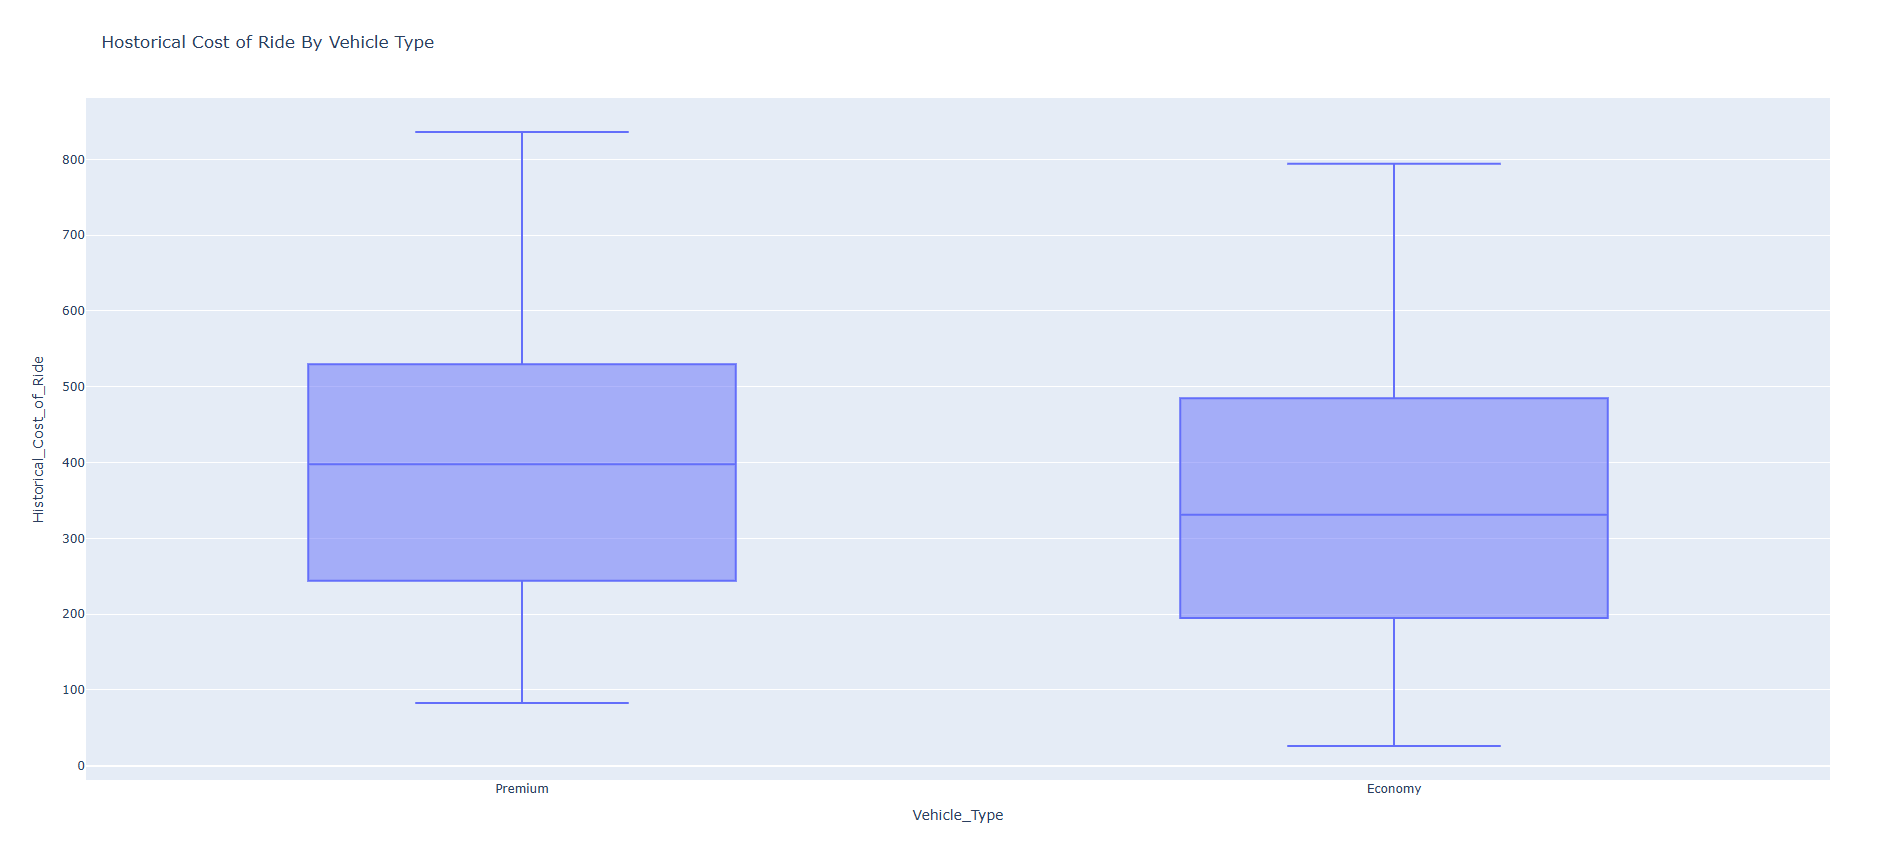 Hostorical Cost of Ride By Vehicle Type
Historical_Cost_of_Ride
800
700
600
500
400
300
200
100
0
Premium
Economy
Vehicle_Type